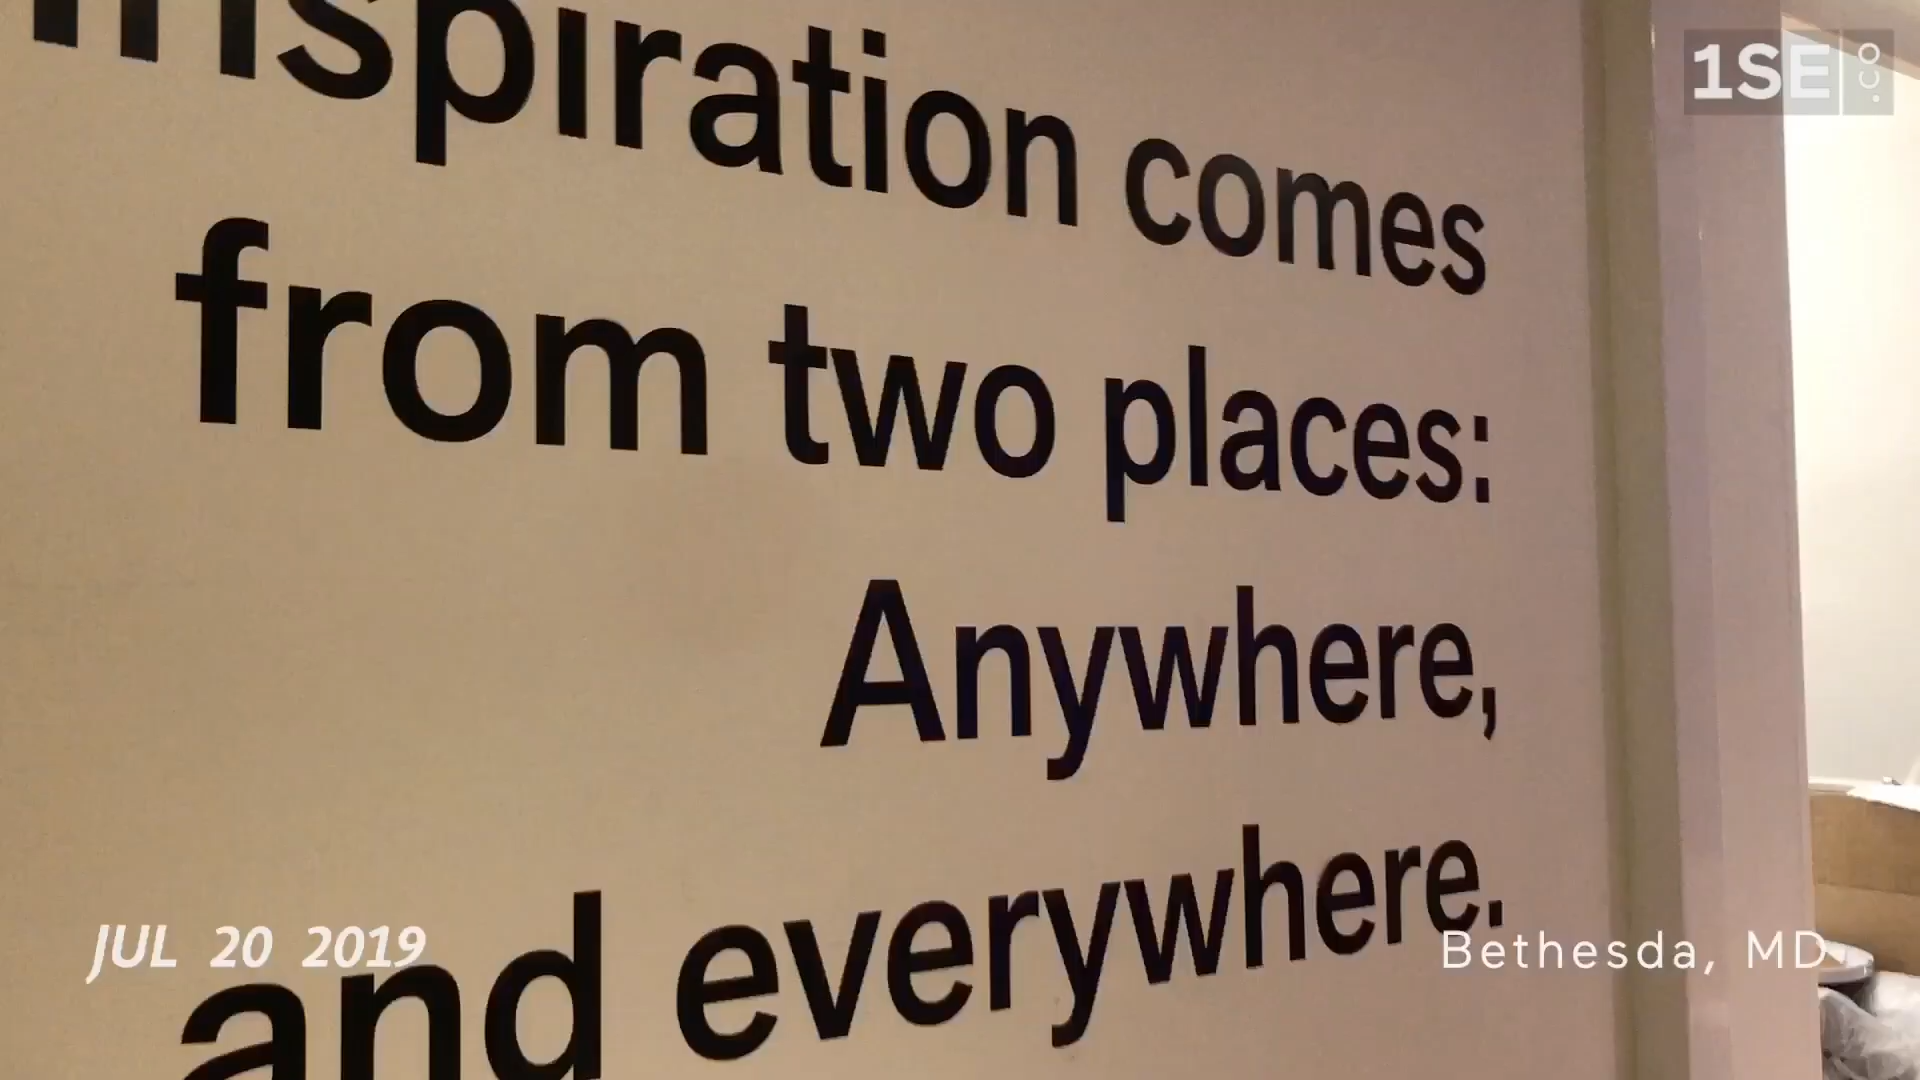 Inspiration comes
from two places:
Anywhere,
and everywhere.
1SE.co
JUL 20 2019
Bethesda, MD